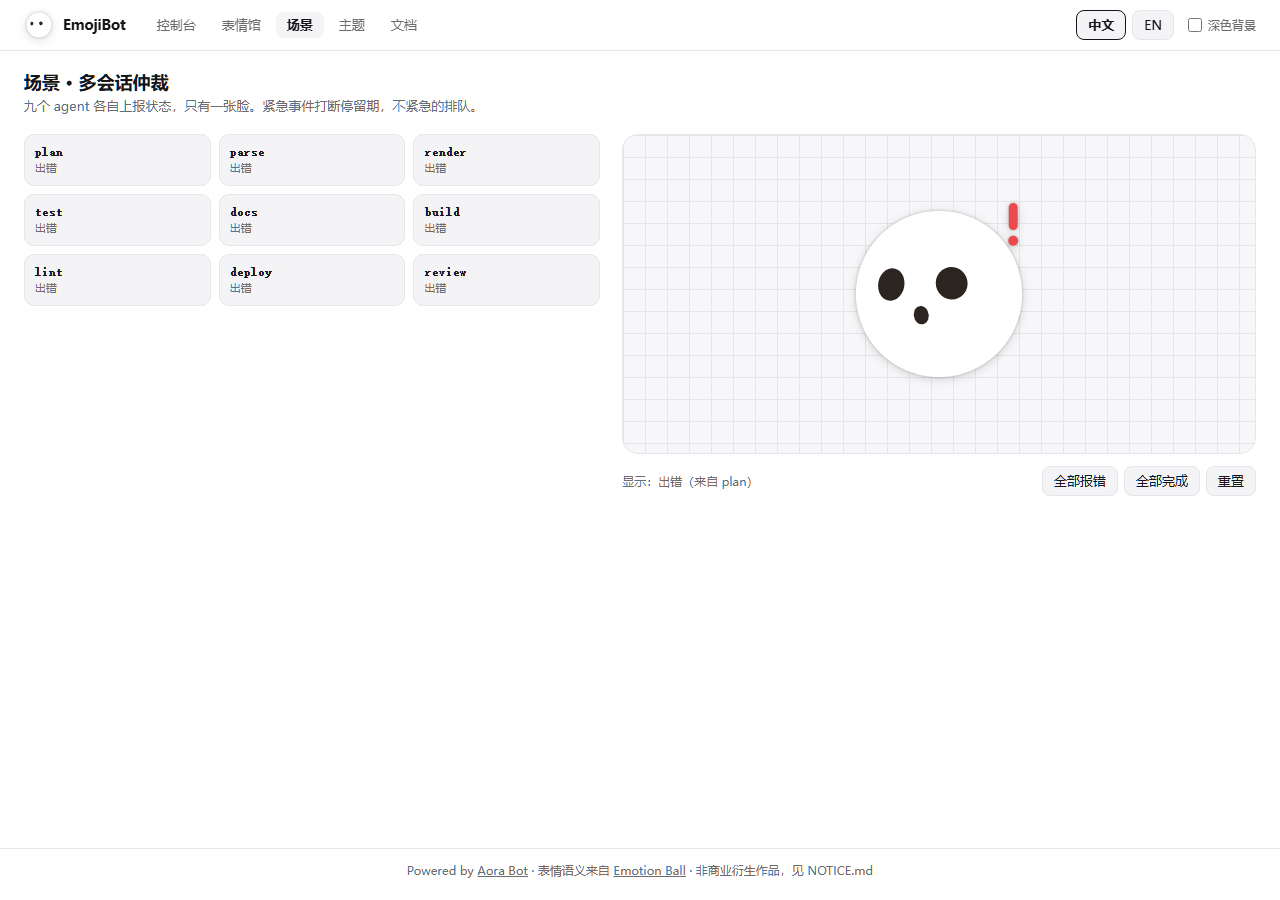 EmojiBot 控制台 表情馆 场景 主题 文档 中文 EN 深色背景
场景 · 多会话仲裁
九个 agent 各自上报状态，只有一张脸。紧急事件打断停留期，不紧急的排队。
plan parse render
出错 出错 出错
test docs build
出错 出错 出错
lint deploy review
出错 出错 出错
显示：出错（来自 plan） 全部报错 全部完成 重置
Powered by Aora Bot · 表情语义来自 Emotion Ball · 非商业衍生作品，见 NOTICE.md